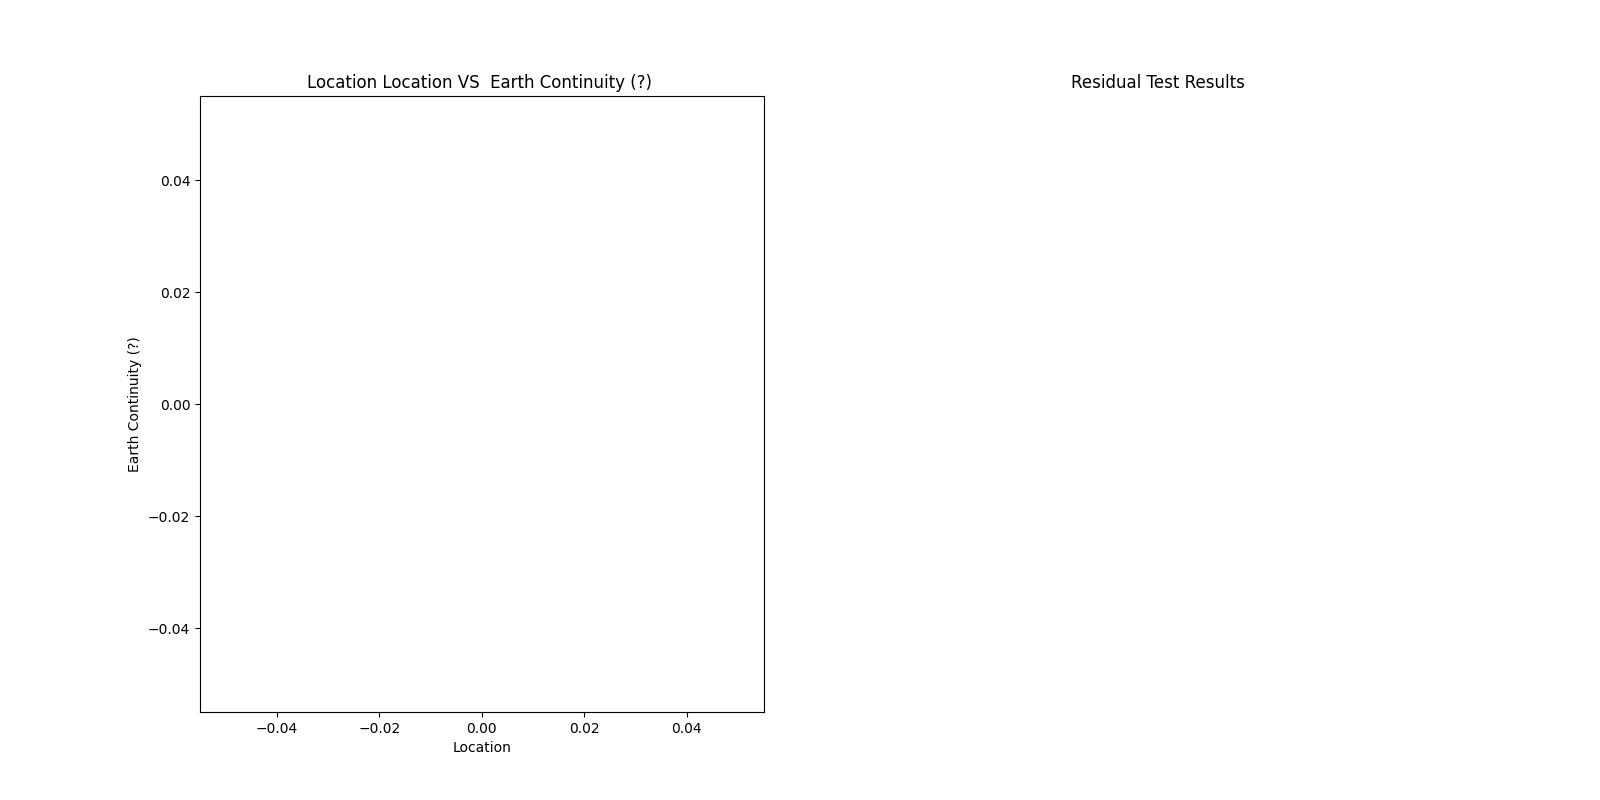 Location Location VS  Earth Continuity (?)
Residual Test Results
0.04
0.02
0.00
−0.02
−0.04
Earth Continuity (?)
−0.04 −0.02 0.00 0.02 0.04
Location